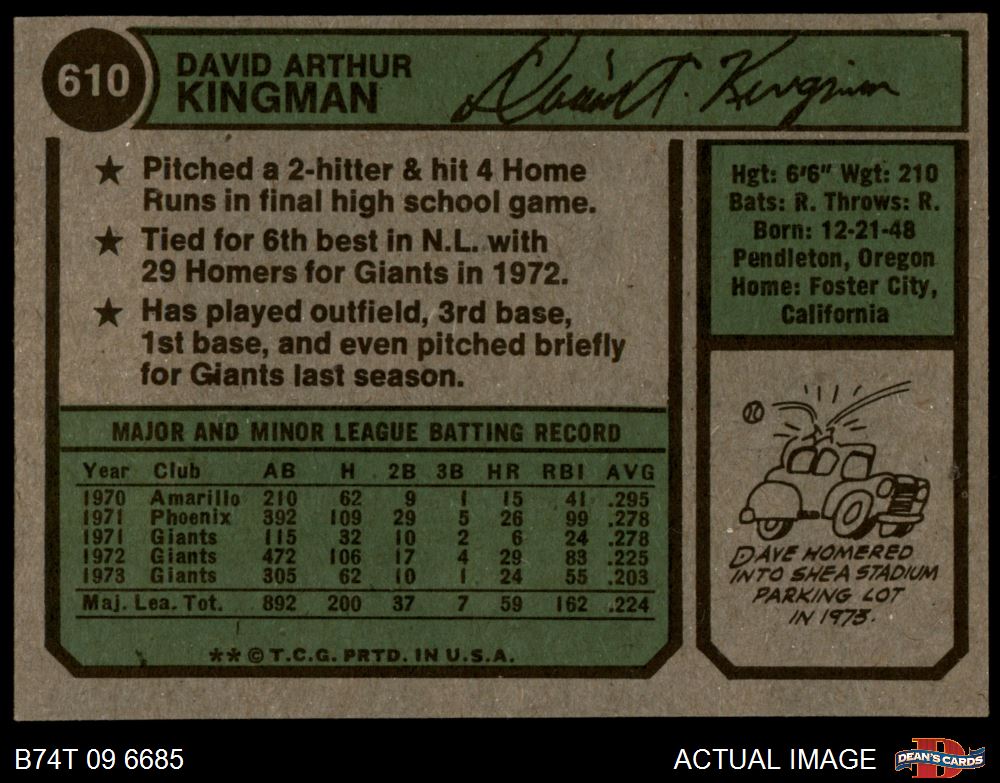 610
DAVID ARTHUR
KINGMAN
David A. Kingman
★ Pitched a 2-hitter & hit 4 Home
Runs in final high school game.
★ Tied for 6th best in N.L. with
29 Homers for Giants in 1972.
★ Has played outfield, 3rd base,
1st base, and even pitched briefly
for Giants last season.
Hgt: 6'6" Wgt: 210
Bats: R. Throws: R.
Born: 12-21-48
Pendleton, Oregon
Home: Foster City,
California
MAJOR AND MINOR LEAGUE BATTING RECORD
Year Club AB H 2B 3B HR RBI AVG
1970 Amarillo 210 62 9 1 15 41 .295
1971 Phoenix 392 109 29 5 26 99 .278
1971 Giants 115 32 10 2 6 24 .278
1972 Giants 472 106 17 4 29 83 .225
1973 Giants 305 62 10 1 24 55 .203
Maj. Lea. Tot. 892 200 37 7 59 162 .224
** © T.C.G. PRTD. IN U.S.A.
DAVE HOMERED
INTO SHEA STADIUM
PARKING LOT
IN 1973.
B74T 09 6685
ACTUAL IMAGE
D
DEAN'S CARDS